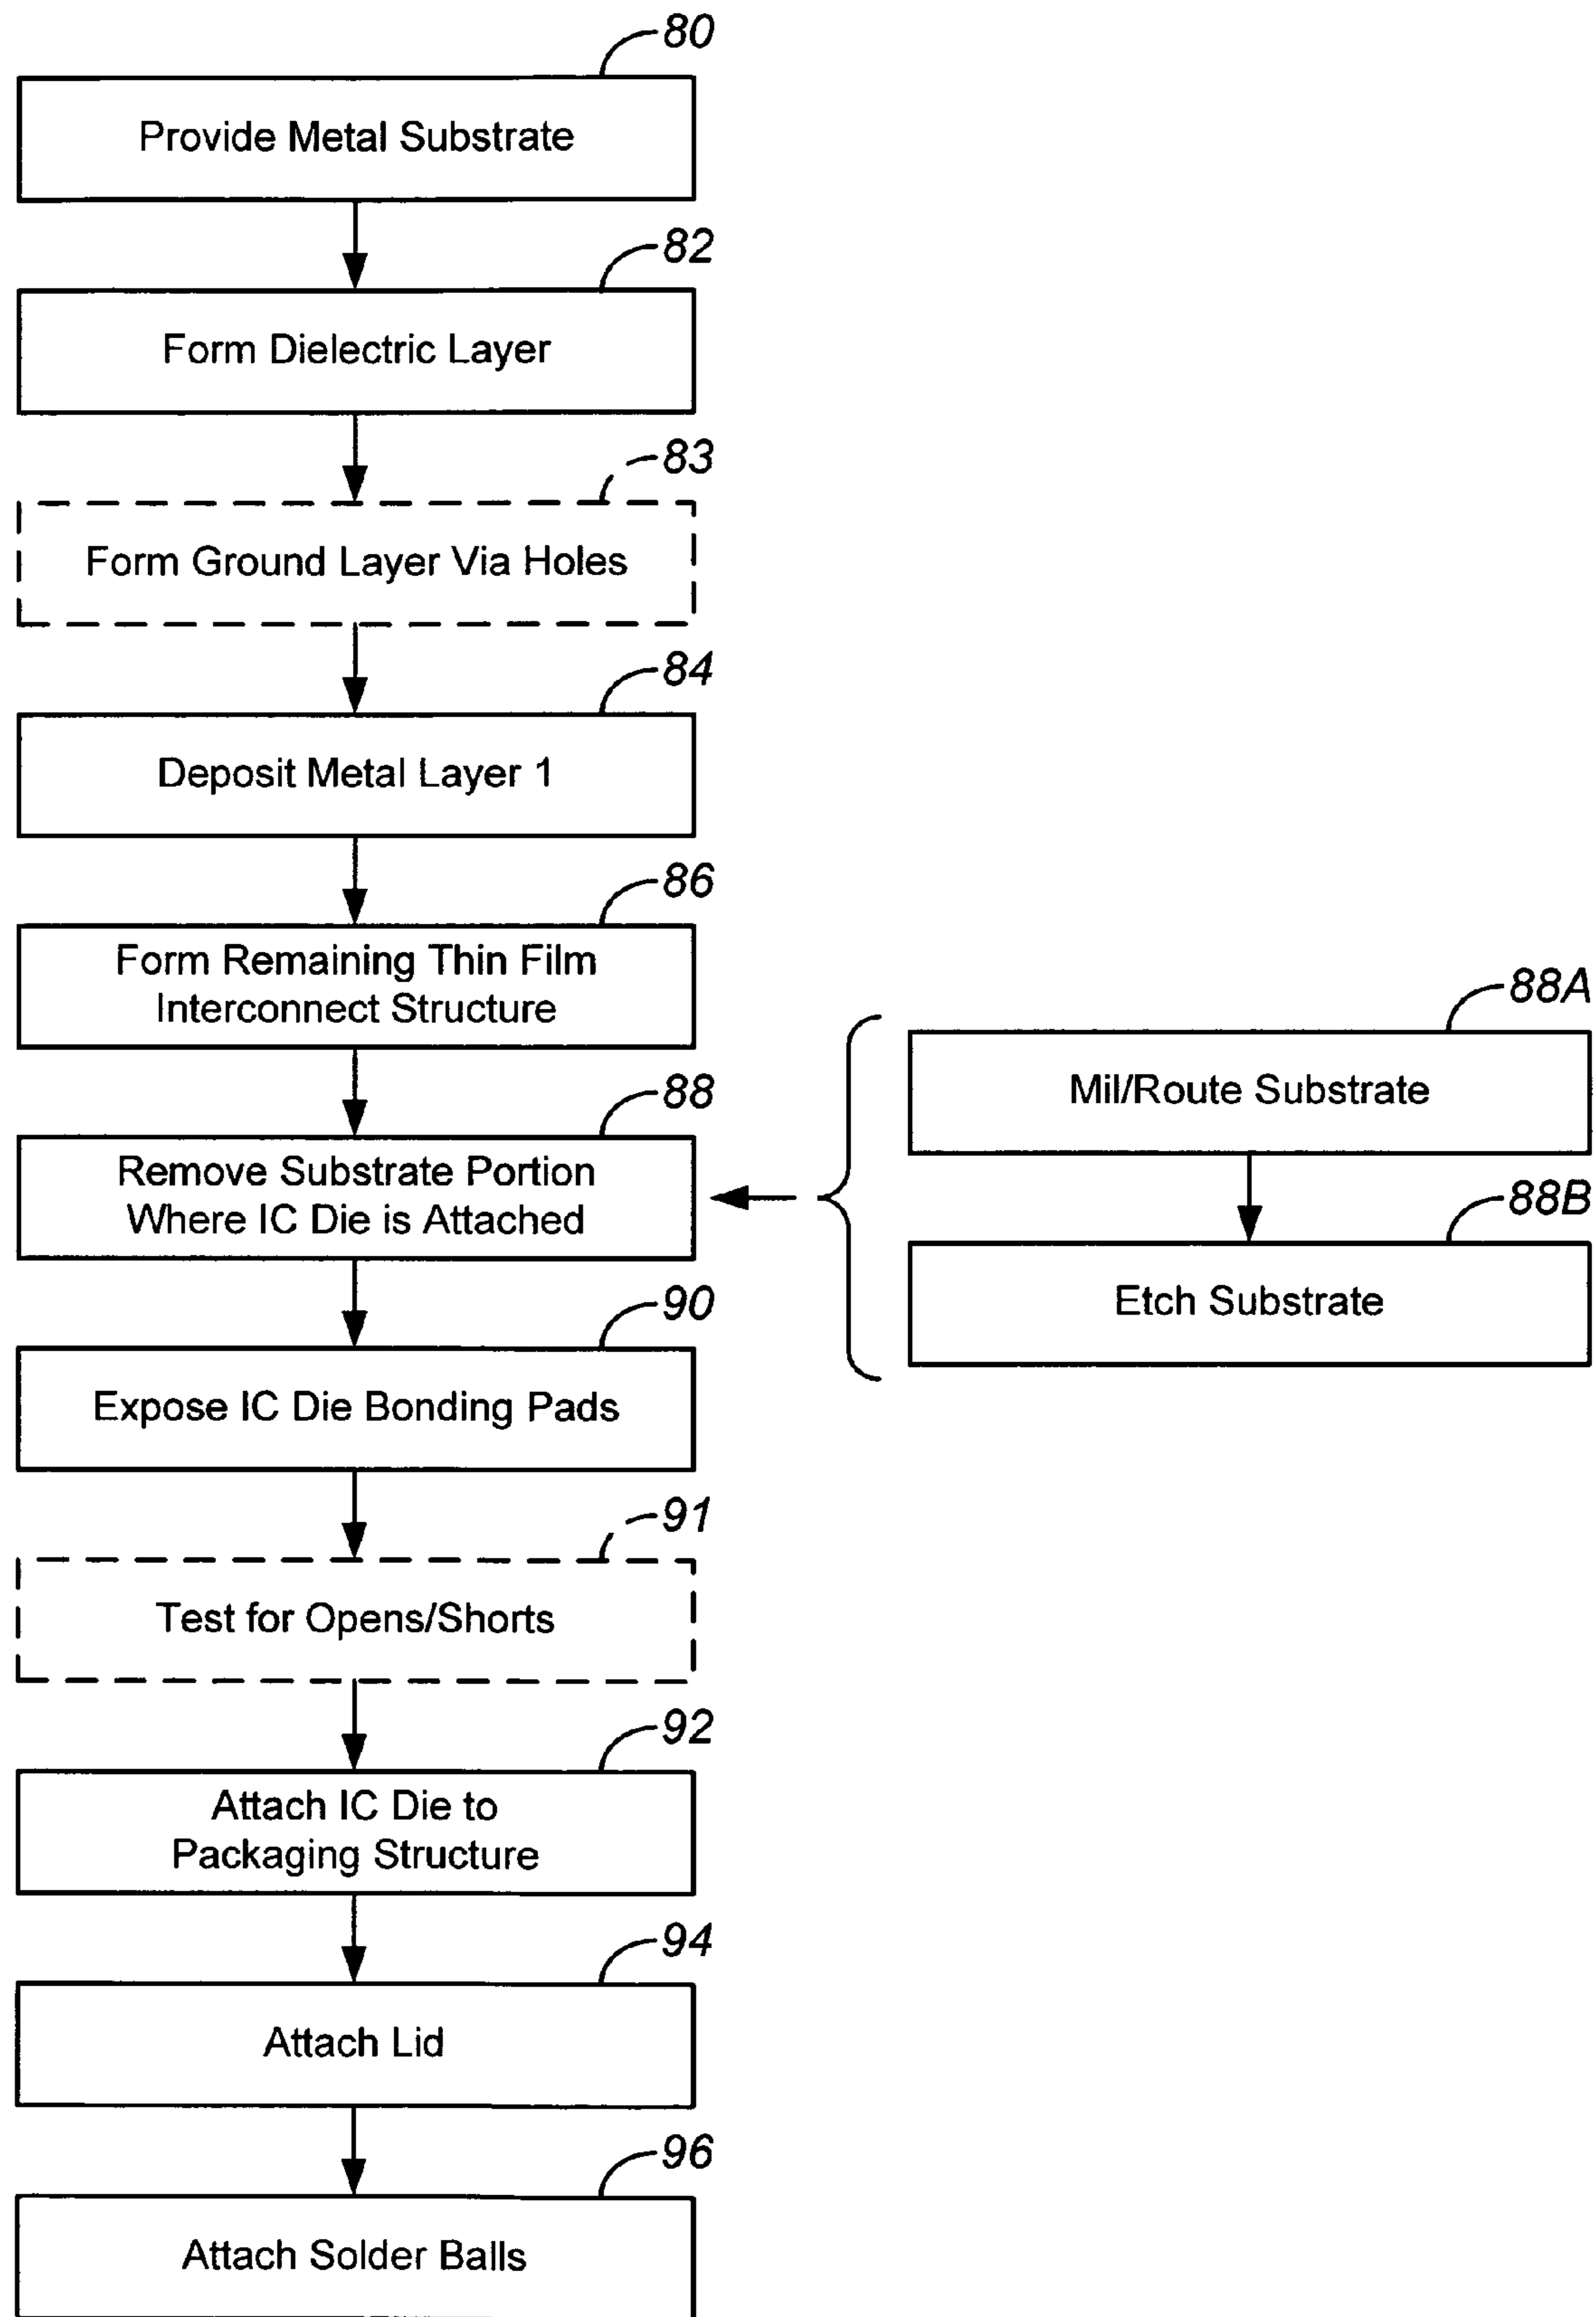 80
Provide Metal Substrate
82
Form Dielectric Layer
83
Form Ground Layer Via Holes
84
Deposit Metal Layer 1
86
Form Remaining Thin Film
Interconnect Structure
88
Remove Substrate Portion
Where IC Die is Attached
88A
Mil/Route Substrate
88B
Etch Substrate
90
Expose IC Die Bonding Pads
91
Test for Opens/Shorts
92
Attach IC Die to
Packaging Structure
94
Attach Lid
96
Attach Solder Balls